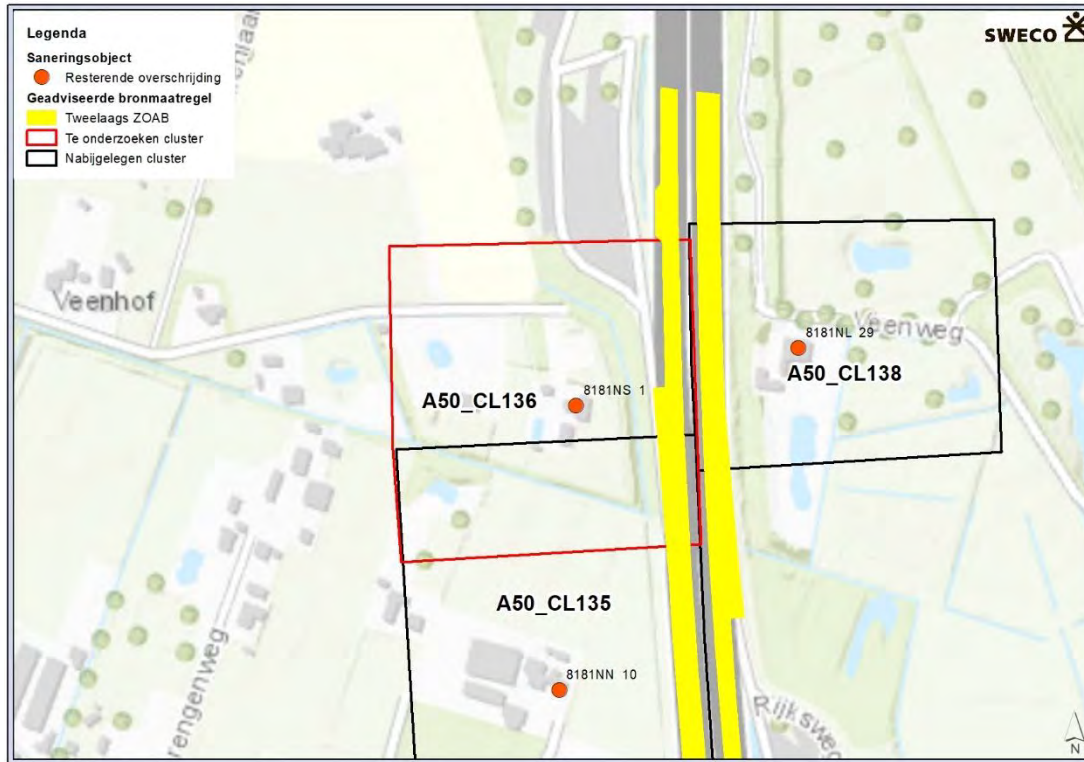 Legenda
Saneringsobject
Resterende overschrijding
Geadviseerde bronmaatregel
Tweelaags ZOAB
Te onderzoeken cluster
Nabijgelegen cluster
SWECO
Veenhof
Veenweg
8181NL 29
A50_CL138
8181NS 1
A50_CL136
A50_CL135
8181NN 10
Rijksweg
N